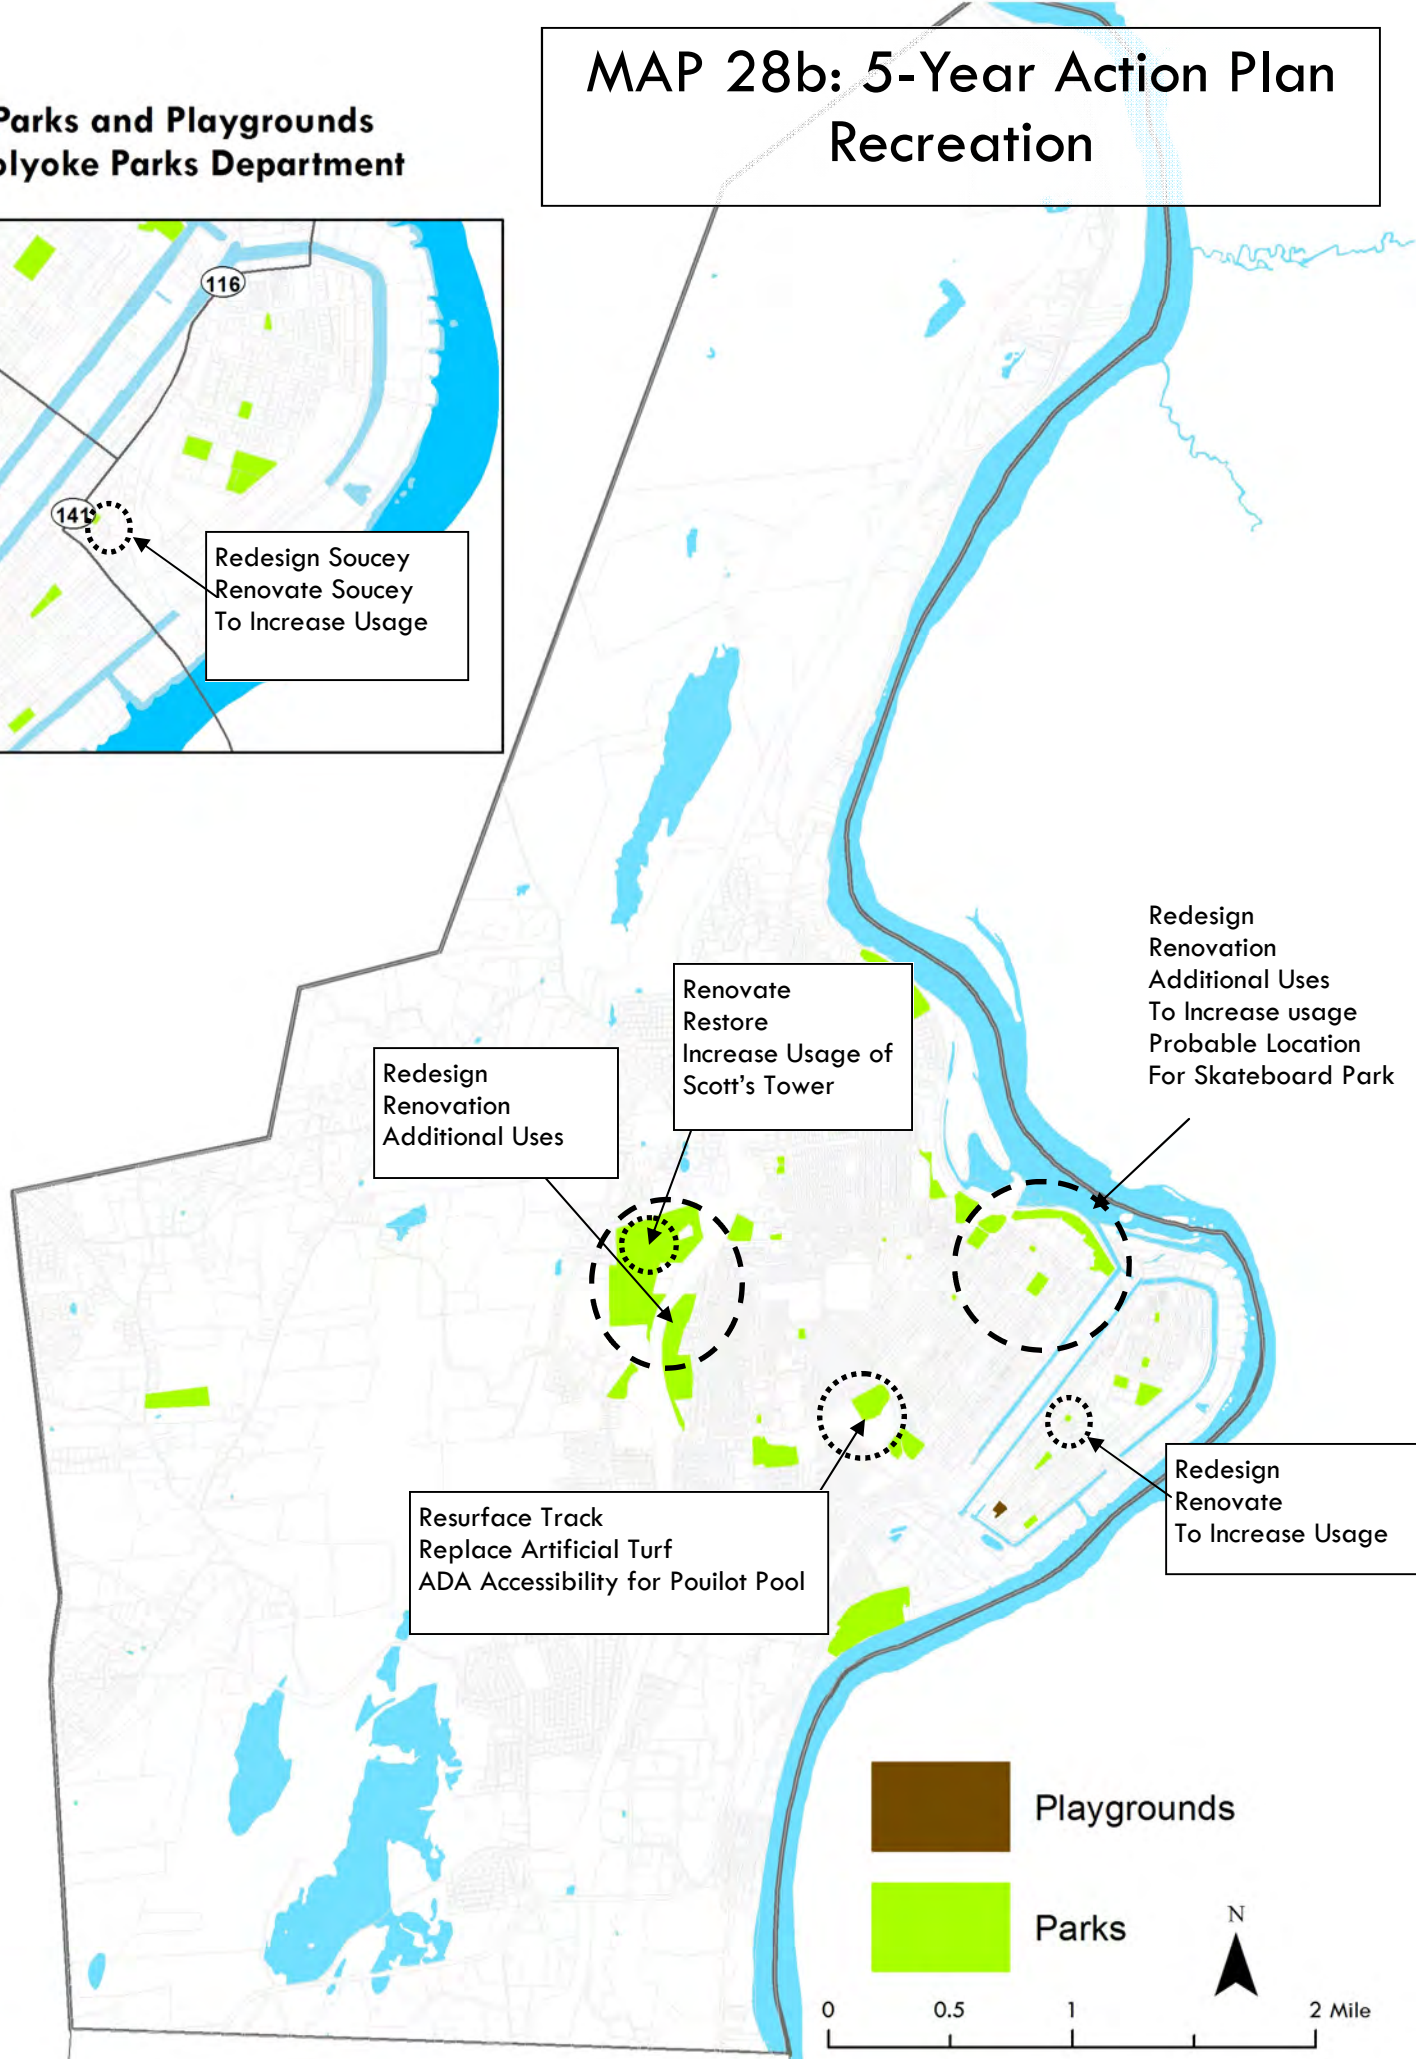 MAP 28b: 5-Year Action Plan
Recreation
Parks and Playgrounds
olyoke Parks Department
116
141
Redesign Soucey
Renovate Soucey
To Increase Usage
Redesign
Renovation
Additional Uses
To Increase usage
Probable Location
For Skateboard Park
Renovate
Restore
Increase Usage of
Scott's Tower
Redesign
Renovation
Additional Uses
Resurface Track
Replace Artificial Turf
ADA Accessibility for Pouilot Pool
Redesign
Renovate
To Increase Usage
Playgrounds
Parks
N
0 0.5 1 2 Mile